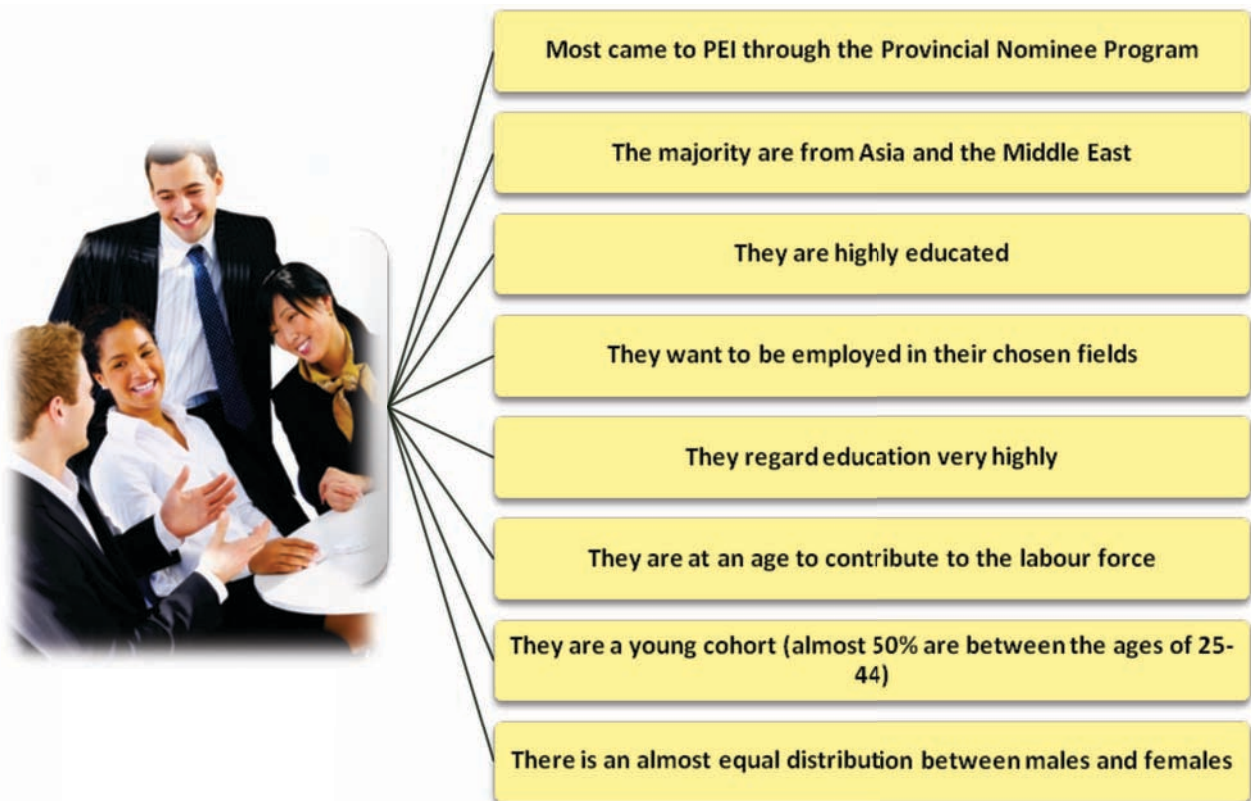 Most came to PEI through the Provincial Nominee Program
The majority are from Asia and the Middle East
They are highly educated
They want to be employed in their chosen fields
They regard education very highly
They are at an age to contribute to the labour force
They are a young cohort (almost 50% are between the ages of 25-
44)
There is an almost equal distribution between males and females